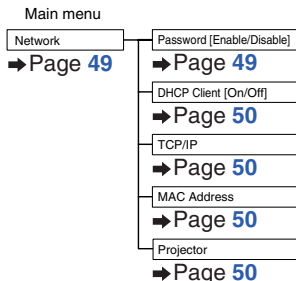 Main menu
Network
➡Page 49
Password [Enable/Disable]
➡Page 49
DHCP Client [On/Off]
➡Page 50
TCP/IP
➡Page 50
MAC Address
➡Page 50
Projector
➡Page 50